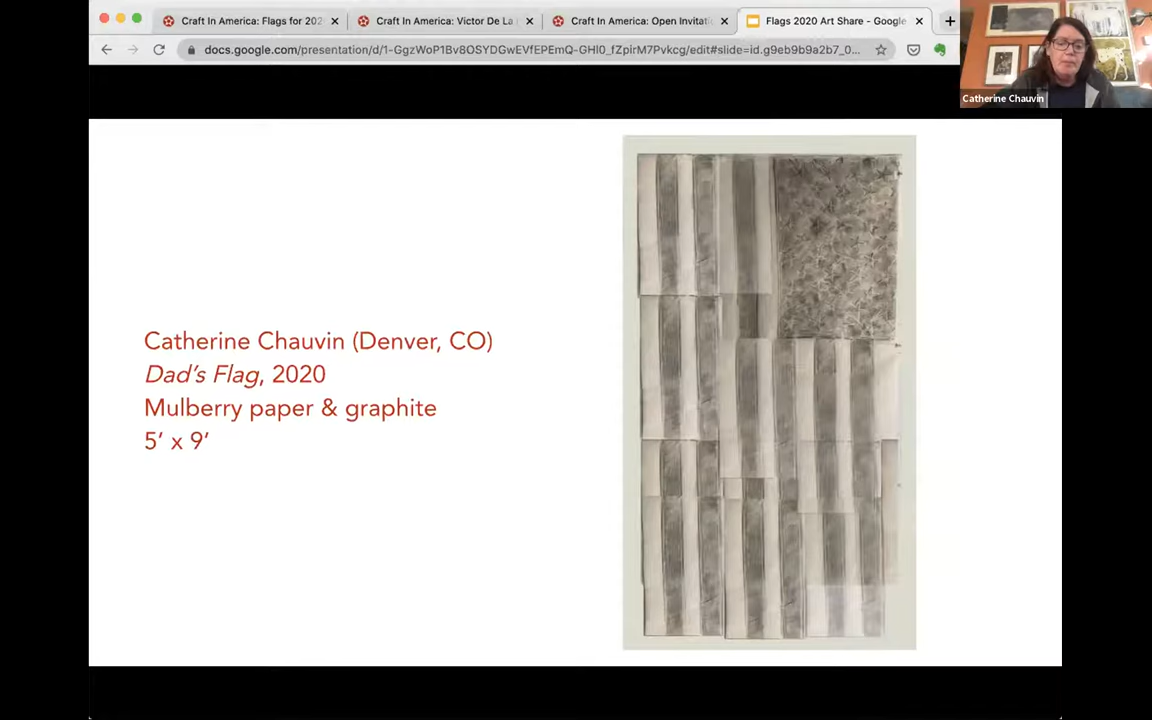 Craft In America: Flags for 202
Craft In America: Victor De La
Craft In America: Open Invitati
Flags 2020 Art Share - Google
docs.google.com/presentation/d/1-GgzWoP1Bv8OSYDGwEVfEPEmQ-GHl0_fZpirM7Pvkcg/edit#slide=id.g9eb9b9a2b7_0...
Catherine Chauvin
Catherine Chauvin (Denver, CO)
Dad's Flag, 2020
Mulberry paper & graphite
5' x 9'